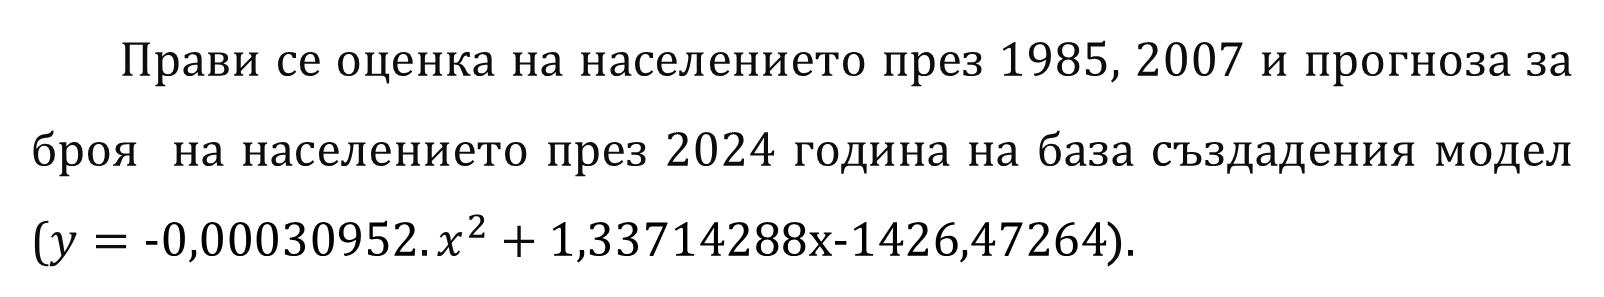 Прави се оценка на населението през 1985, 2007 и прогноза за
броя на населението през 2024 година на база създадения модел
(y = -0,00030952. x² + 1,33714288x-1426,47264).